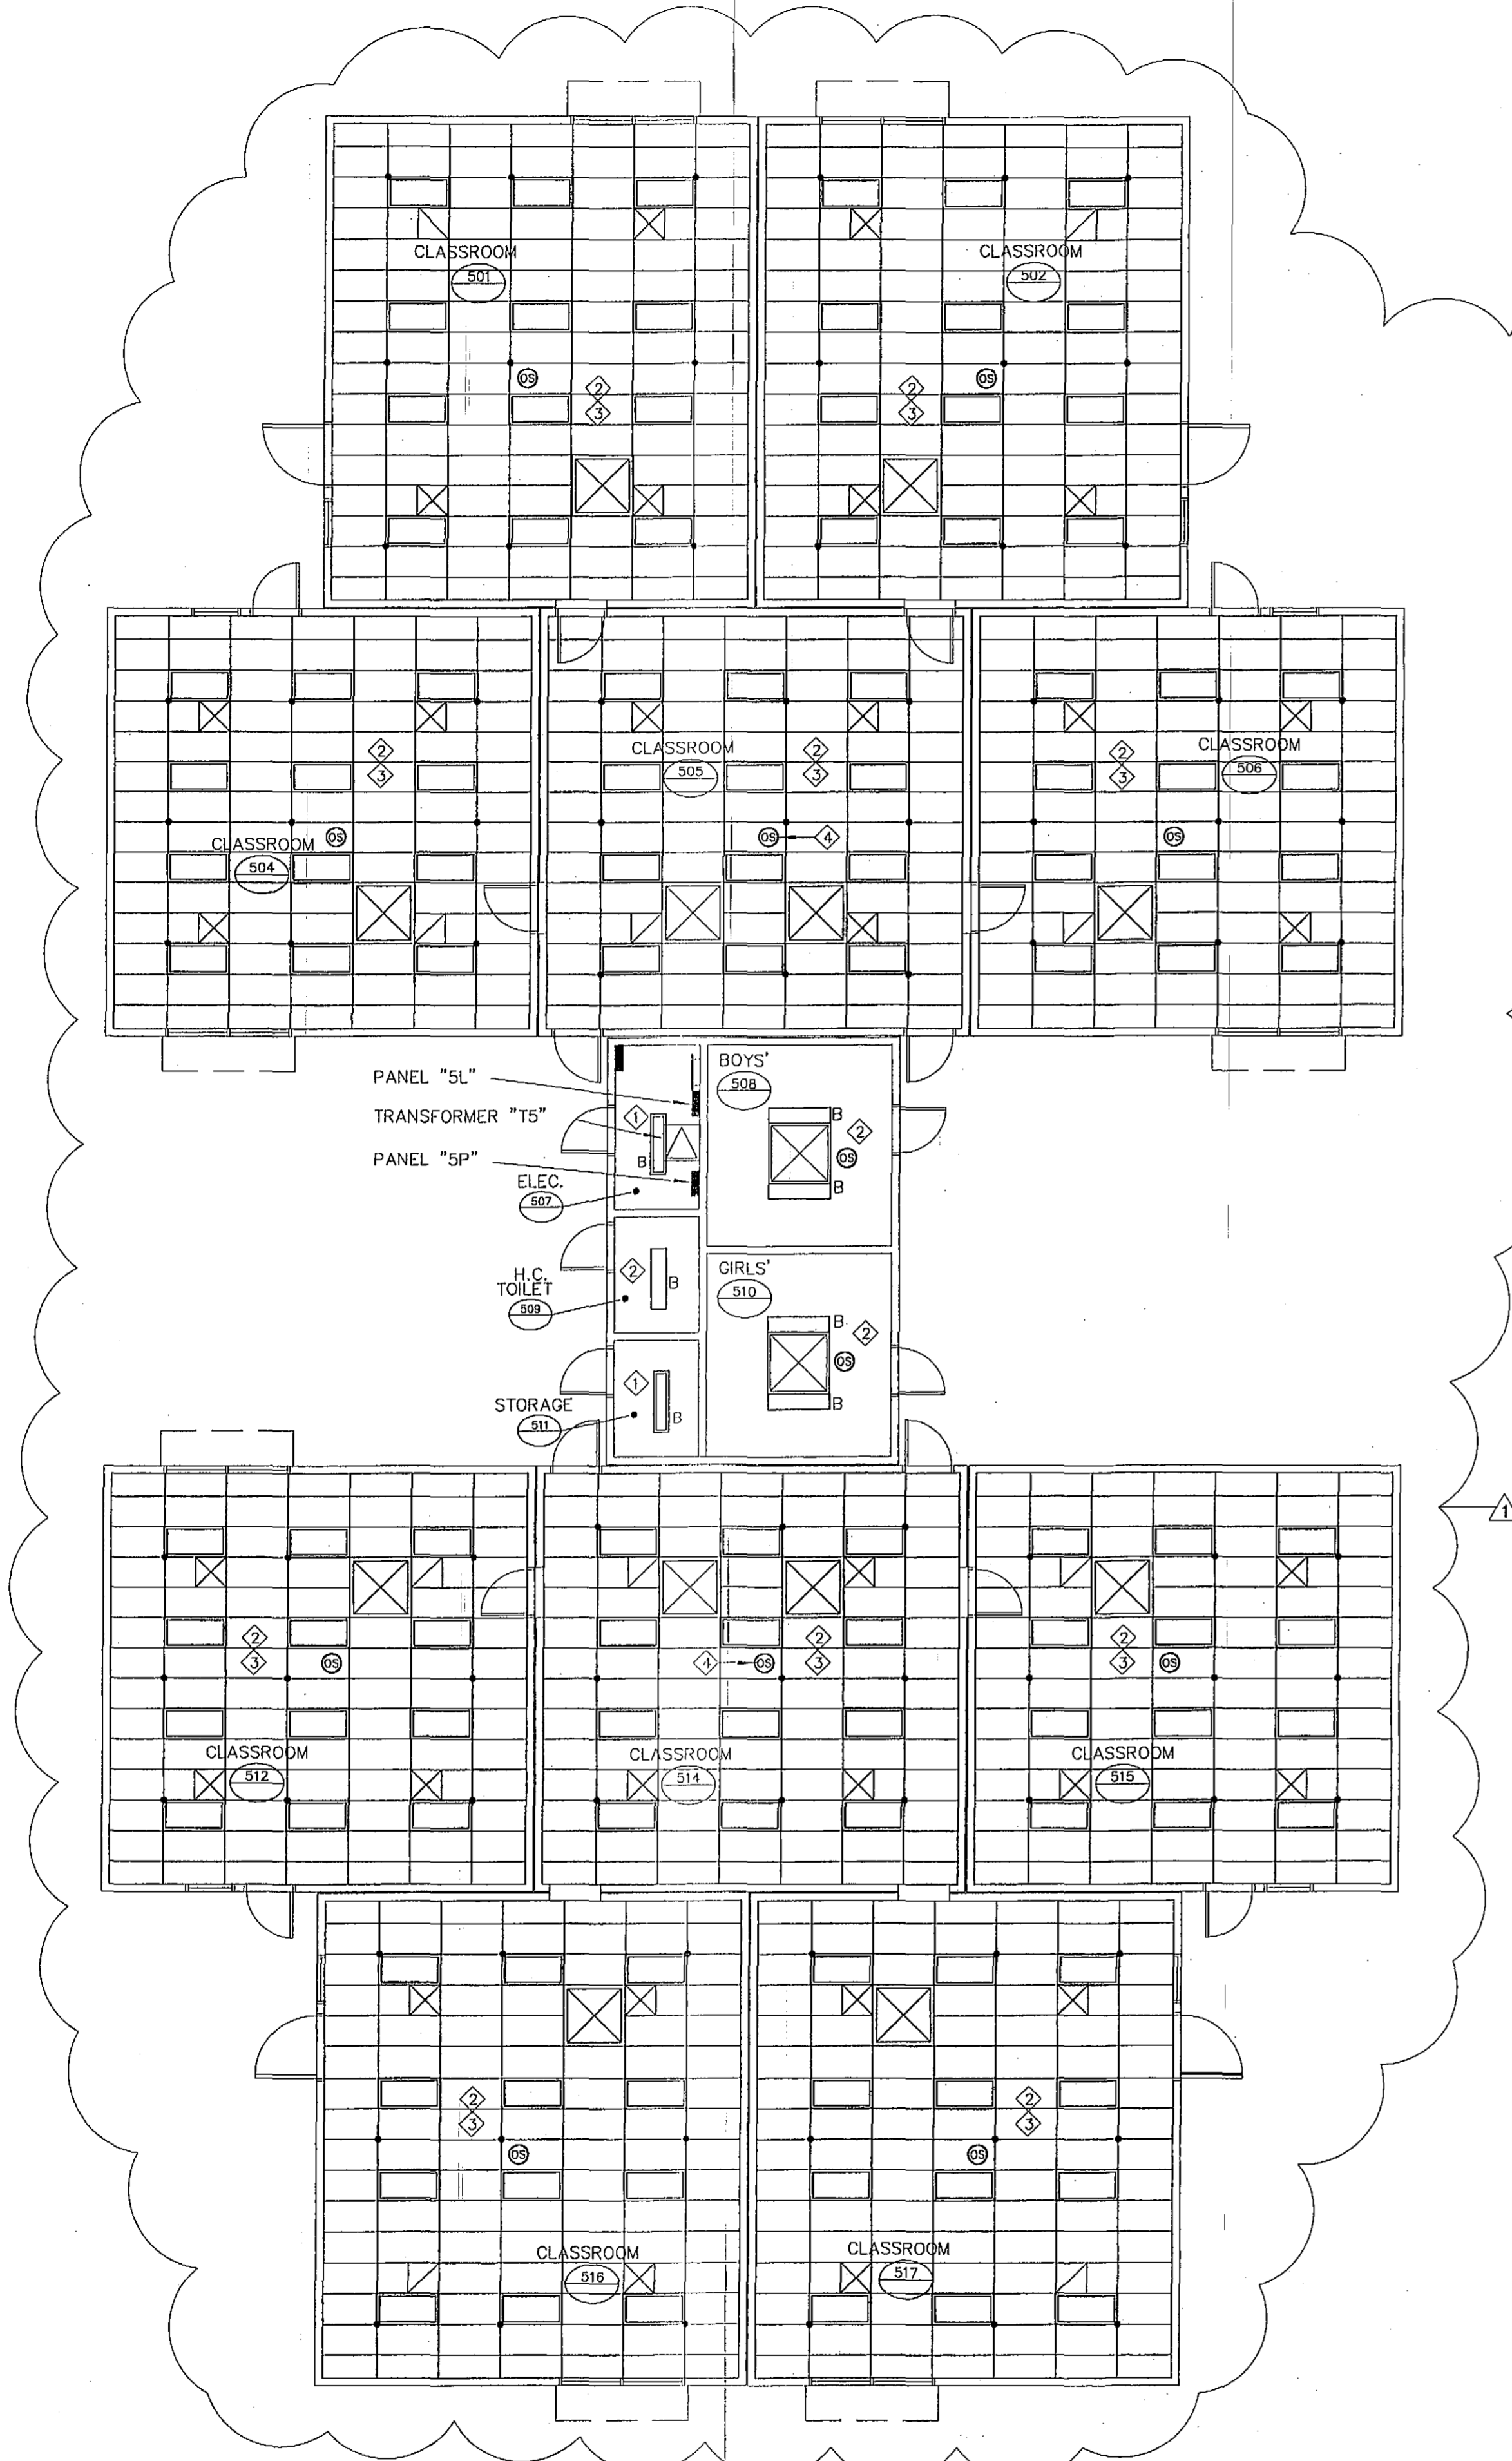 CLASSROOM
501
CLASSROOM
502
OS
2
3
2
3
OS
CLASSROOM
505
2
3
2
3
2
3
CLASSROOM
506
CLASSROOM
504
OS
OS
4
OS
PANEL "5L"
TRANSFORMER "T5"
PANEL "5P"
ELEC.
507
1
B
BOYS'
508
B
2
OS
B
H.C.
TOILET
509
2
B
GIRLS'
510
B
2
OS
B
STORAGE
511
1
B
1
2
3
OS
4
OS
2
3
2
3
OS
CLASSROOM
512
CLASSROOM
514
CLASSROOM
515
2
3
OS
2
3
OS
CLASSROOM
516
CLASSROOM
517